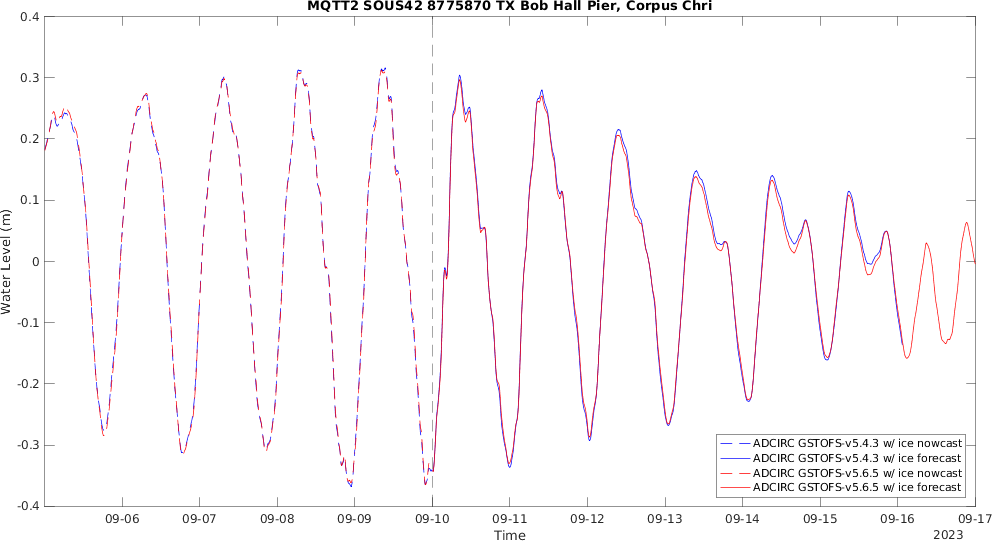 MQTT2 SOUS42 8775870 TX Bob Hall Pier, Corpus Chri
Water Level (m)
0.4
0.3
0.2
0.1
0
-0.1
-0.2
-0.3
-0.4
ADCIRC GSTOFS-v5.4.3 w/ ice nowcast
ADCIRC GSTOFS-v5.4.3 w/ ice forecast
ADCIRC GSTOFS-v5.6.5 w/ ice nowcast
ADCIRC GSTOFS-v5.6.5 w/ ice forecast
09-06 09-07 09-08 09-09 09-10 09-11 09-12 09-13 09-14 09-15 09-16 09-17
Time
2023